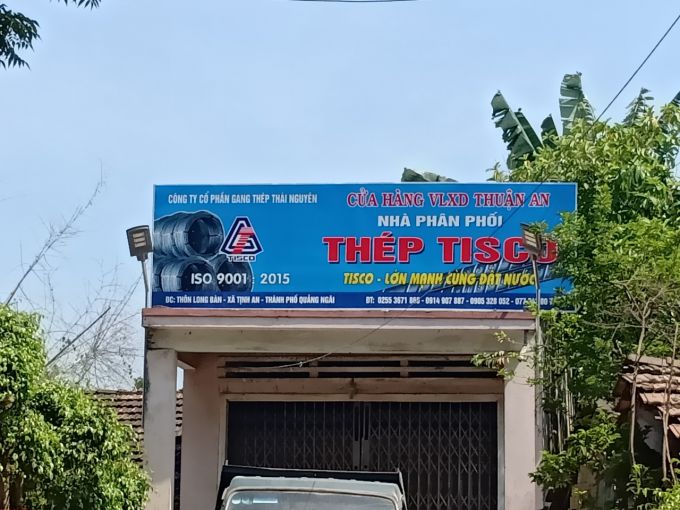 CÔNG TY CỔ PHẦN GANG THÉP THÁI NGUYÊN
CỬA HÀNG VLXD THUẬN AN
NHÀ PHÂN PHỐI
THÉP TISCO
TISCO
ISO 9001 : 2015
TISCO - LỚN MẠNH CÙNG ĐẤT NƯỚC
ĐC: THÔN LONG BÀN - XÃ TỊNH AN - THÀNH PHỐ QUẢNG NGÃI
ĐT: 0255 3671 886 - 0914 907 887 - 0905 328 052